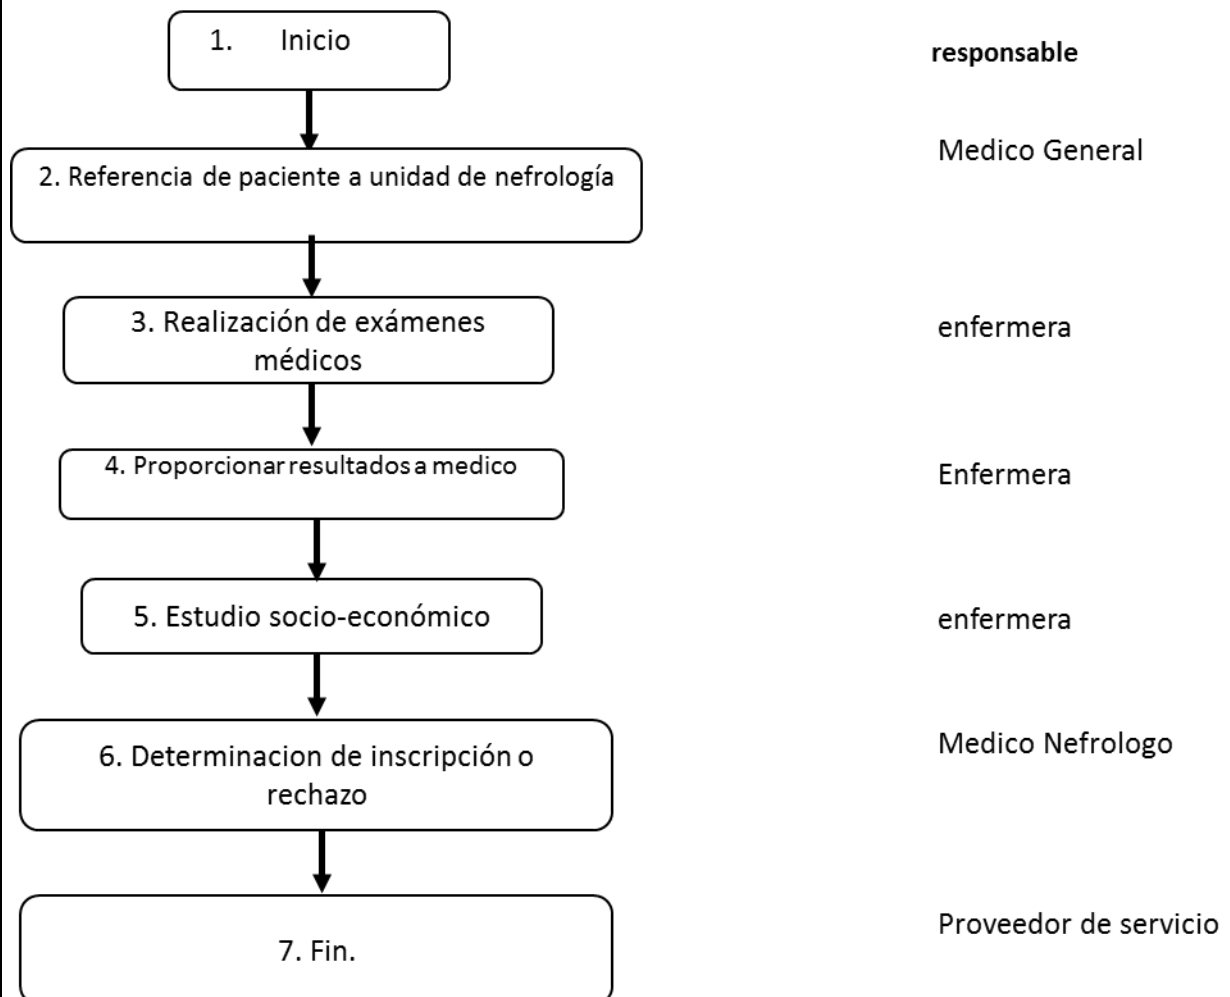 1. Inicio
responsable
Medico General
2. Referencia de paciente a unidad de nefrología
3. Realización de exámenes
médicos
enfermera
4. Proporcionar resultados a medico
Enfermera
5. Estudio socio-económico
enfermera
6. Determinacion de inscripción o
rechazo
Medico Nefrologo
7. Fin.
Proveedor de servicio